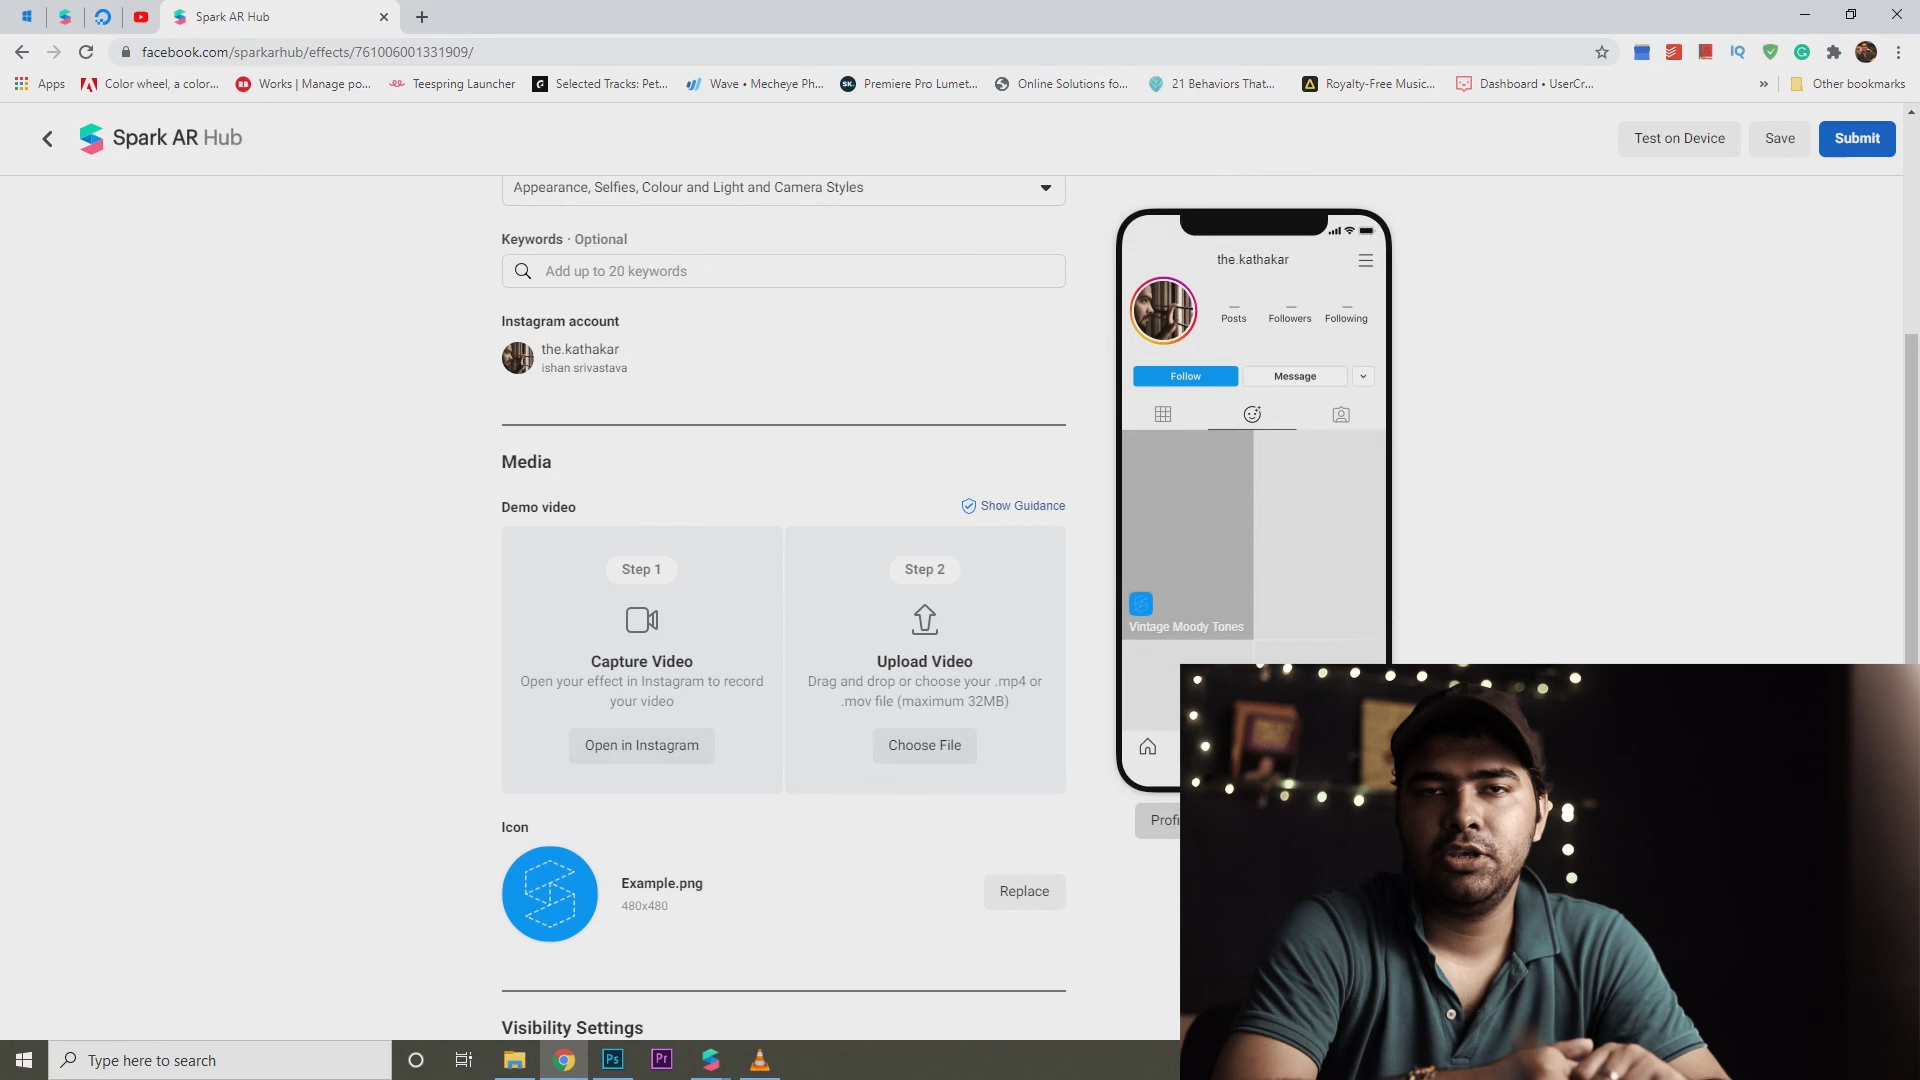 Spark AR Hub
facebook.com/sparkarhub/effects/761006001331909/
Apps
Color wheel, a color...
Works | Manage po...
Teespring Launcher
Selected Tracks: Pet...
Wave • Mecheye Ph...
Premiere Pro Lumet...
Online Solutions fo...
21 Behaviors That...
Royalty-Free Music...
Dashboard • UserCr...
»
Other bookmarks
Spark AR Hub
Test on Device
Save
Submit
Appearance, Selfies, Colour and Light and Camera Styles
Keywords · Optional
Add up to 20 keywords
Instagram account
the.kathakar
ishan srivastava
Media
Demo video
Show Guidance
Step 1
Capture Video
Open your effect in Instagram to record
your video
Open in Instagram
Step 2
Upload Video
Drag and drop or choose your .mp4 or
.mov file (maximum 32MB)
Choose File
Icon
Example.png
480x480
Replace
Visibility Settings
the.kathakar
Posts
Followers
Following
Follow
Message
Vintage Moody Tones
Profi
Type here to search
Ps
Pr